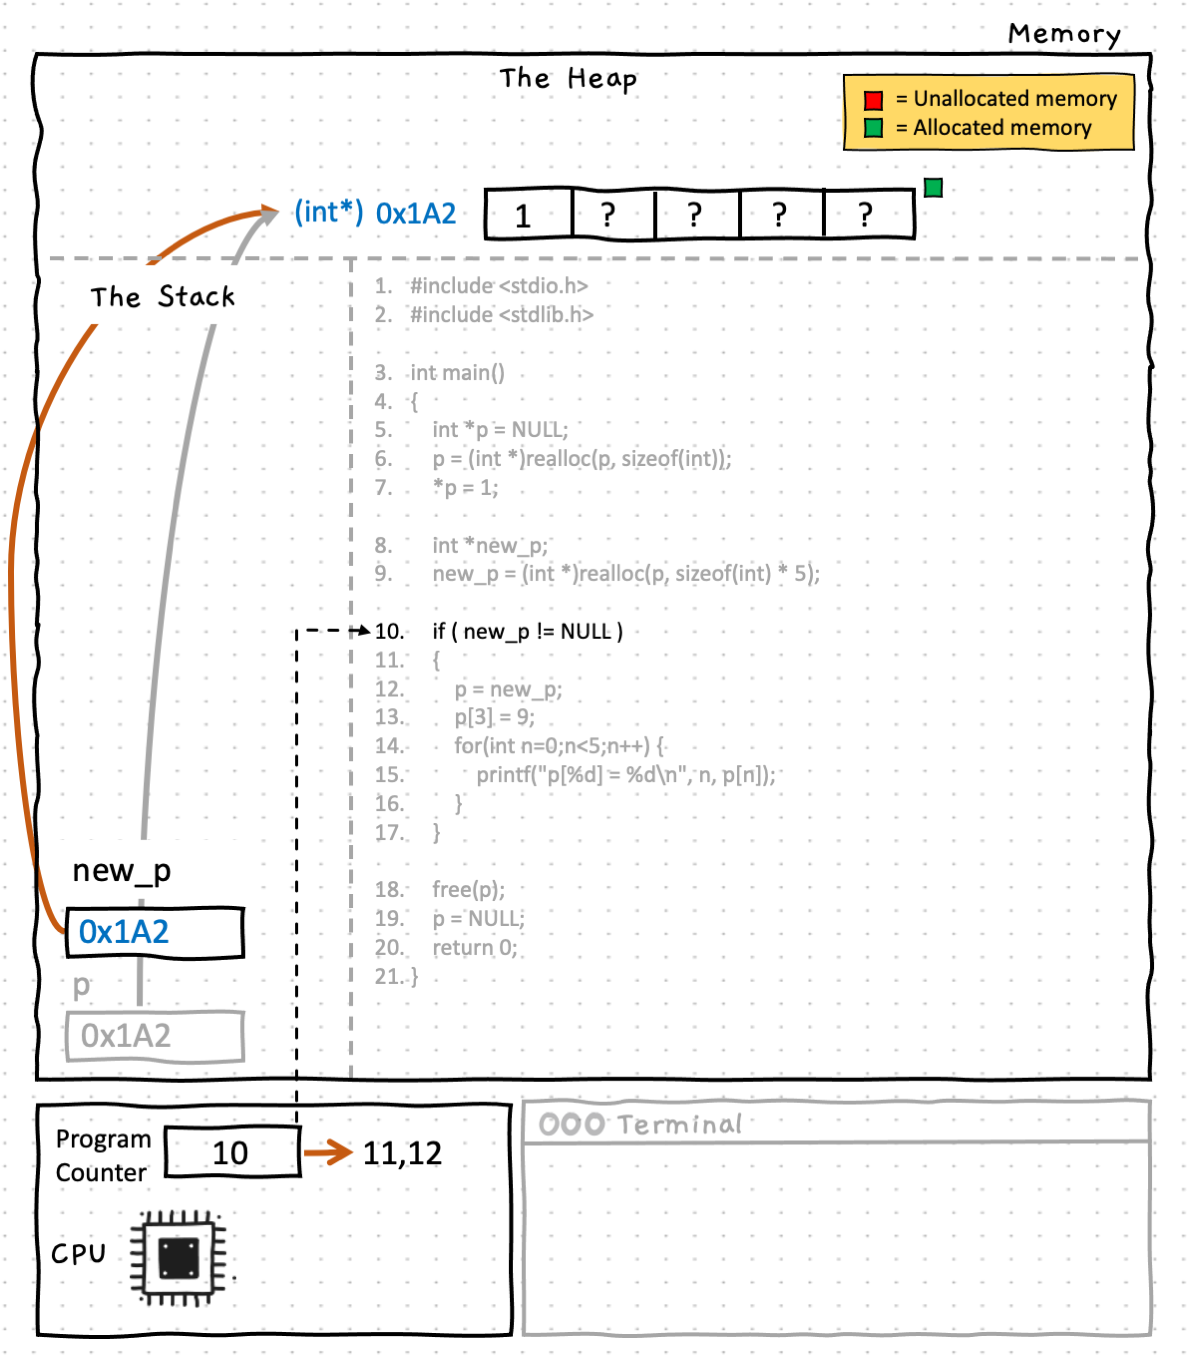 Memory
The Heap
= Unallocated memory
= Allocated memory
(int*) 0x1A2 1 ? ? ? ?
The Stack
1. #include <stdio.h>
2. #include <stdlib.h>
3. int main()
4. {
5. int *p = NULL;
6. p = (int *)realloc(p, sizeof(int));
7. *p = 1;
8. int *new_p;
9. new_p = (int *)realloc(p, sizeof(int) * 5);
10. if ( new_p != NULL )
11. {
12. p = new_p;
13. p[3] = 9;
14. for(int n=0;n<5;n++) {
15. printf("p[%d] = %d\n", n, p[n]);
16. }
17. }
18. free(p);
19. p = NULL;
20. return 0;
21. }
new_p
0x1A2
p
0x1A2
Program
Counter
10
11,12
CPU
Terminal